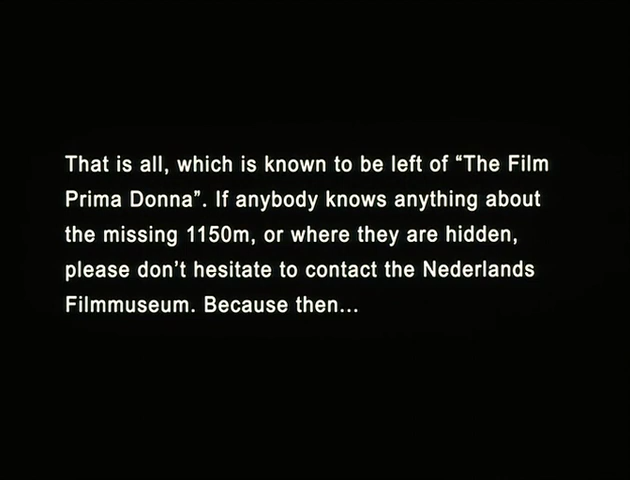 That is all, which is known to be left of “The Film
Prima Donna”. If anybody knows anything about
the missing 1150m, or where they are hidden,
please don’t hesitate to contact the Nederlands
Filmmuseum. Because then...